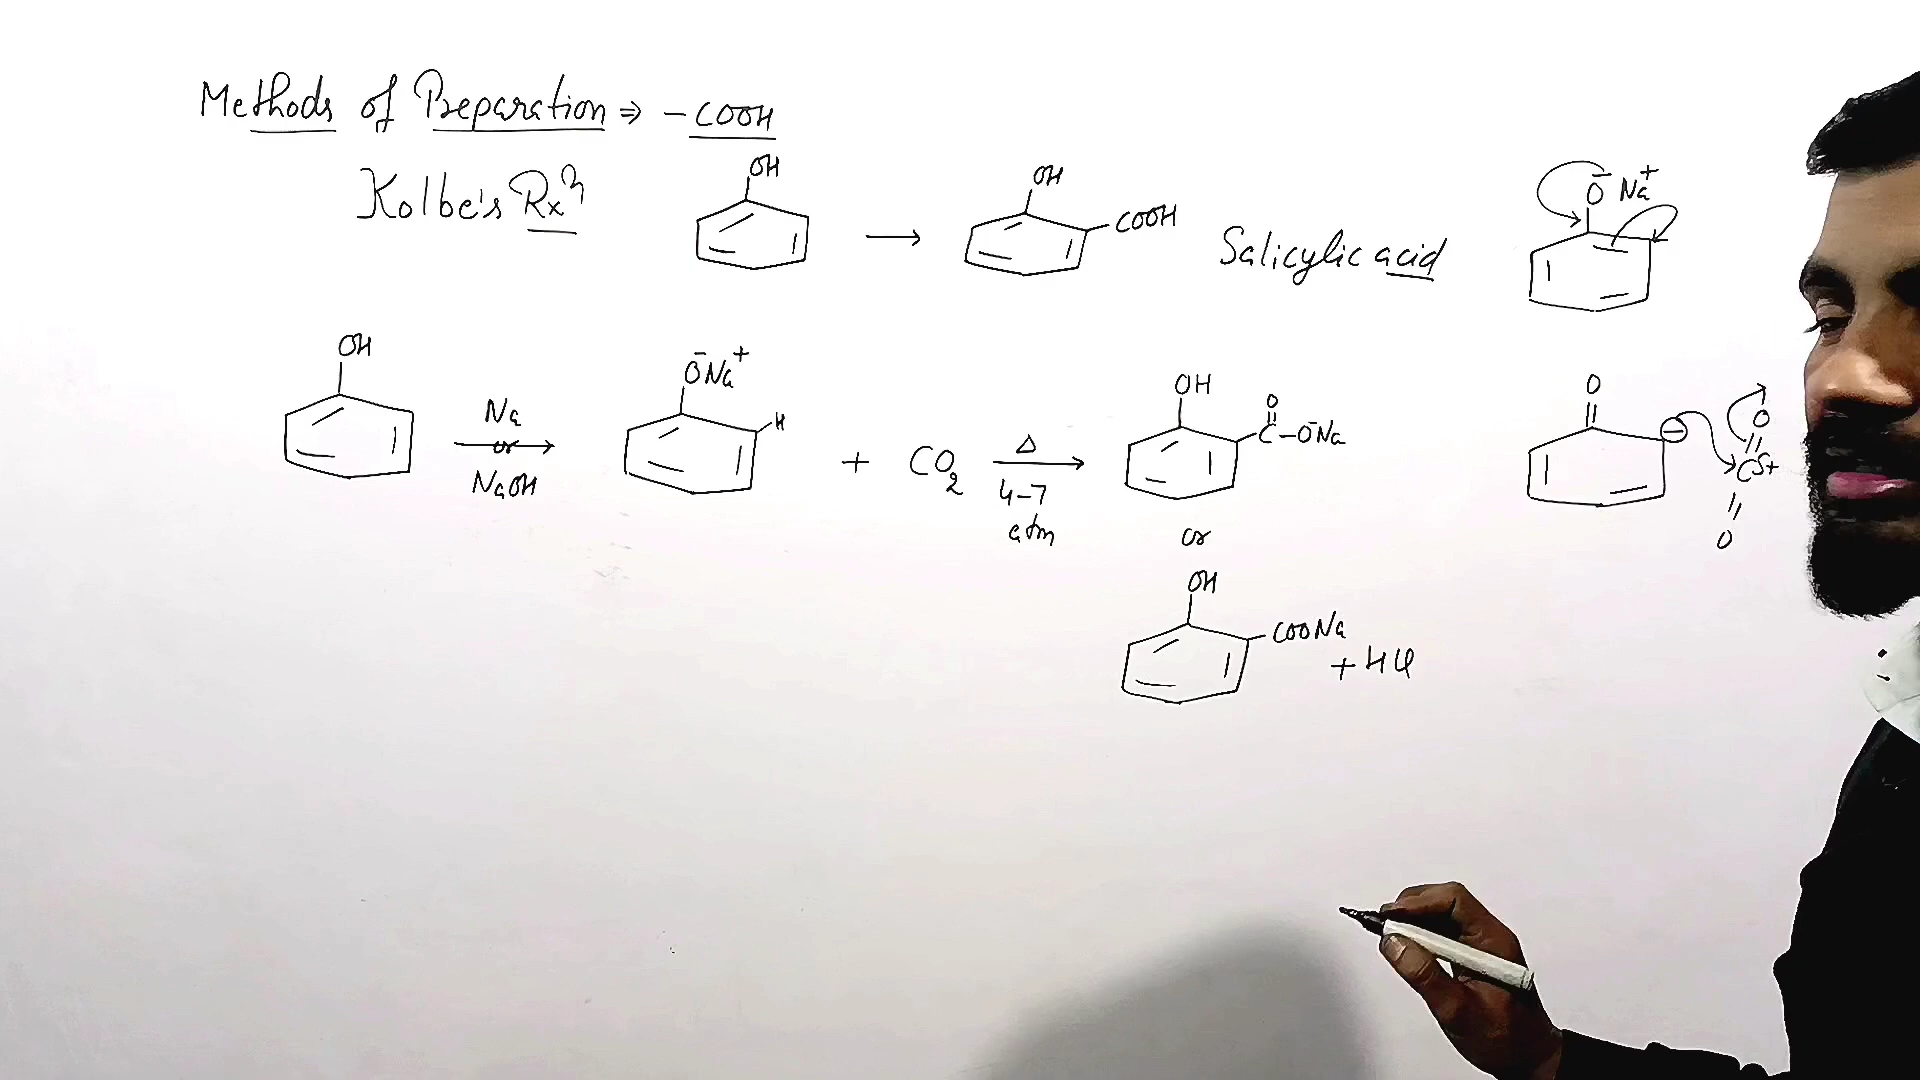 Methods of Preparation ⇒ -COOH
Kolbe's Rxn
OH
→
OH
COOH
Salicylic acid
O⁻ Na⁺
OH
Na
or
NaOH
O⁻Na⁺
H
+ CO2
Δ
4-7
atm
OH
O
C-O⁻Na
or
OH
COONa
+ HCl
O
⊖
O
Cδ+
O